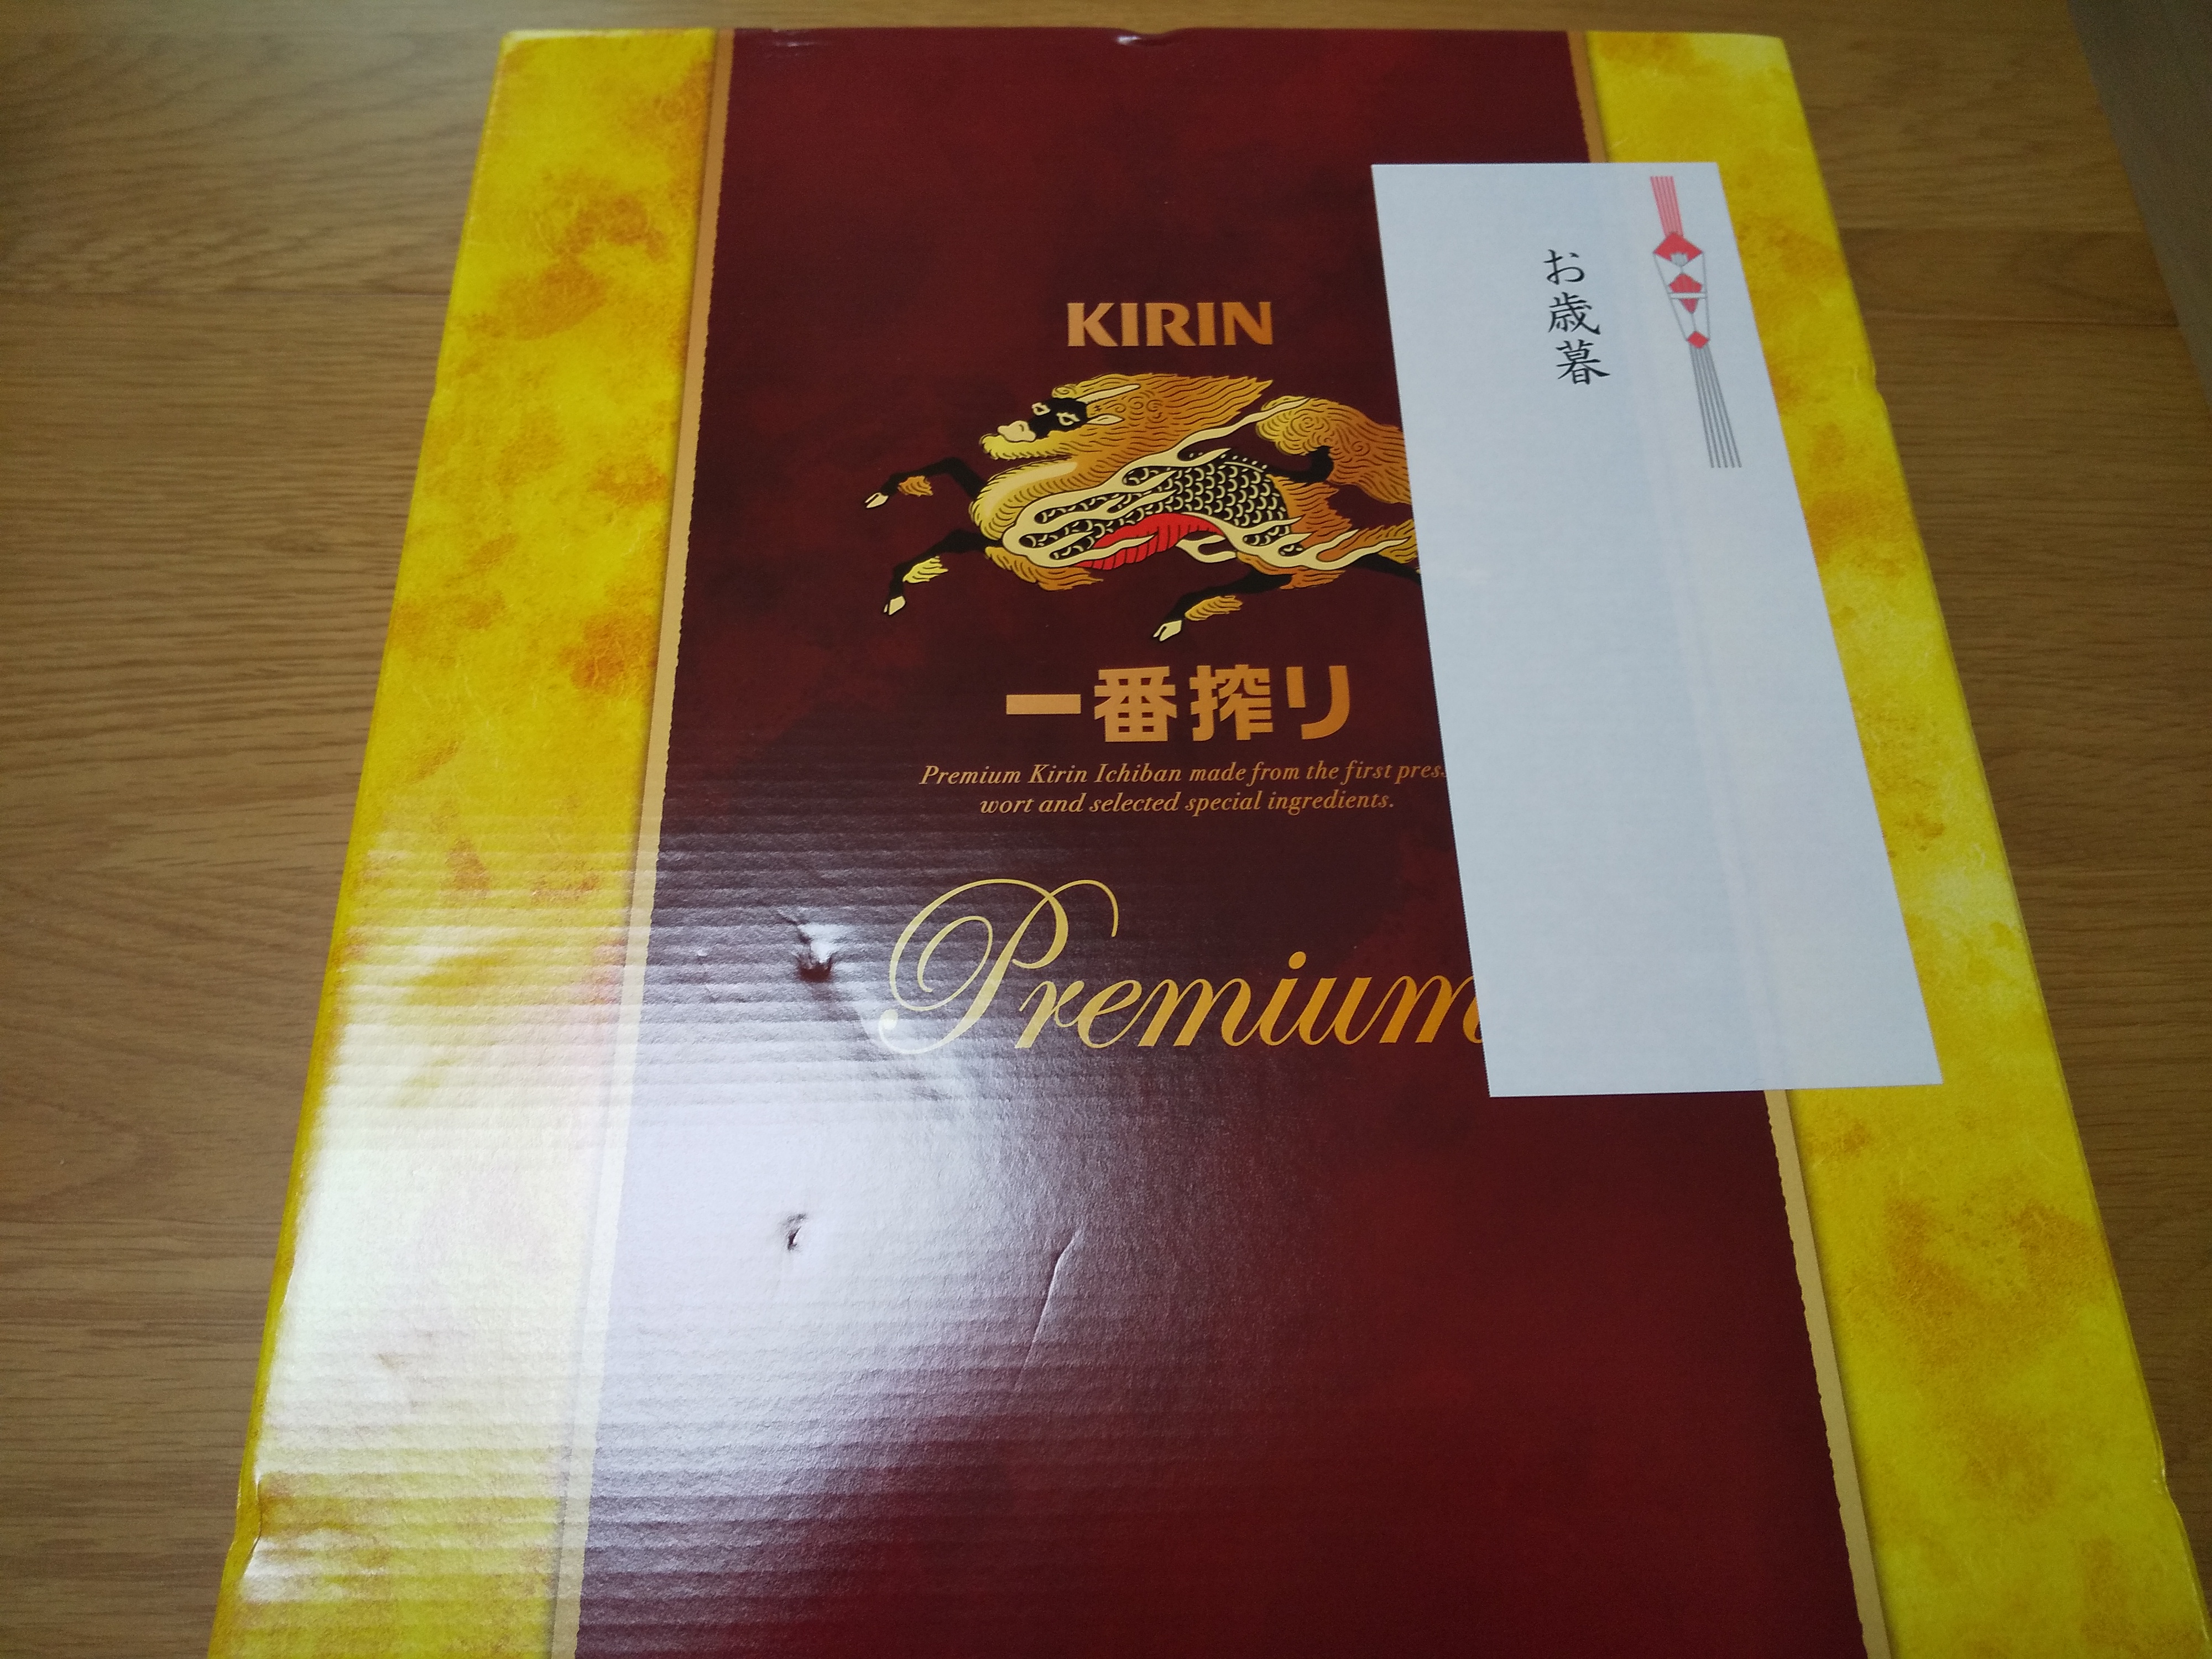 KIRIN
一番搾り
Premium Kirin Ichiban made from the first
wort and selected special ingredients.
Premium
お歳暮